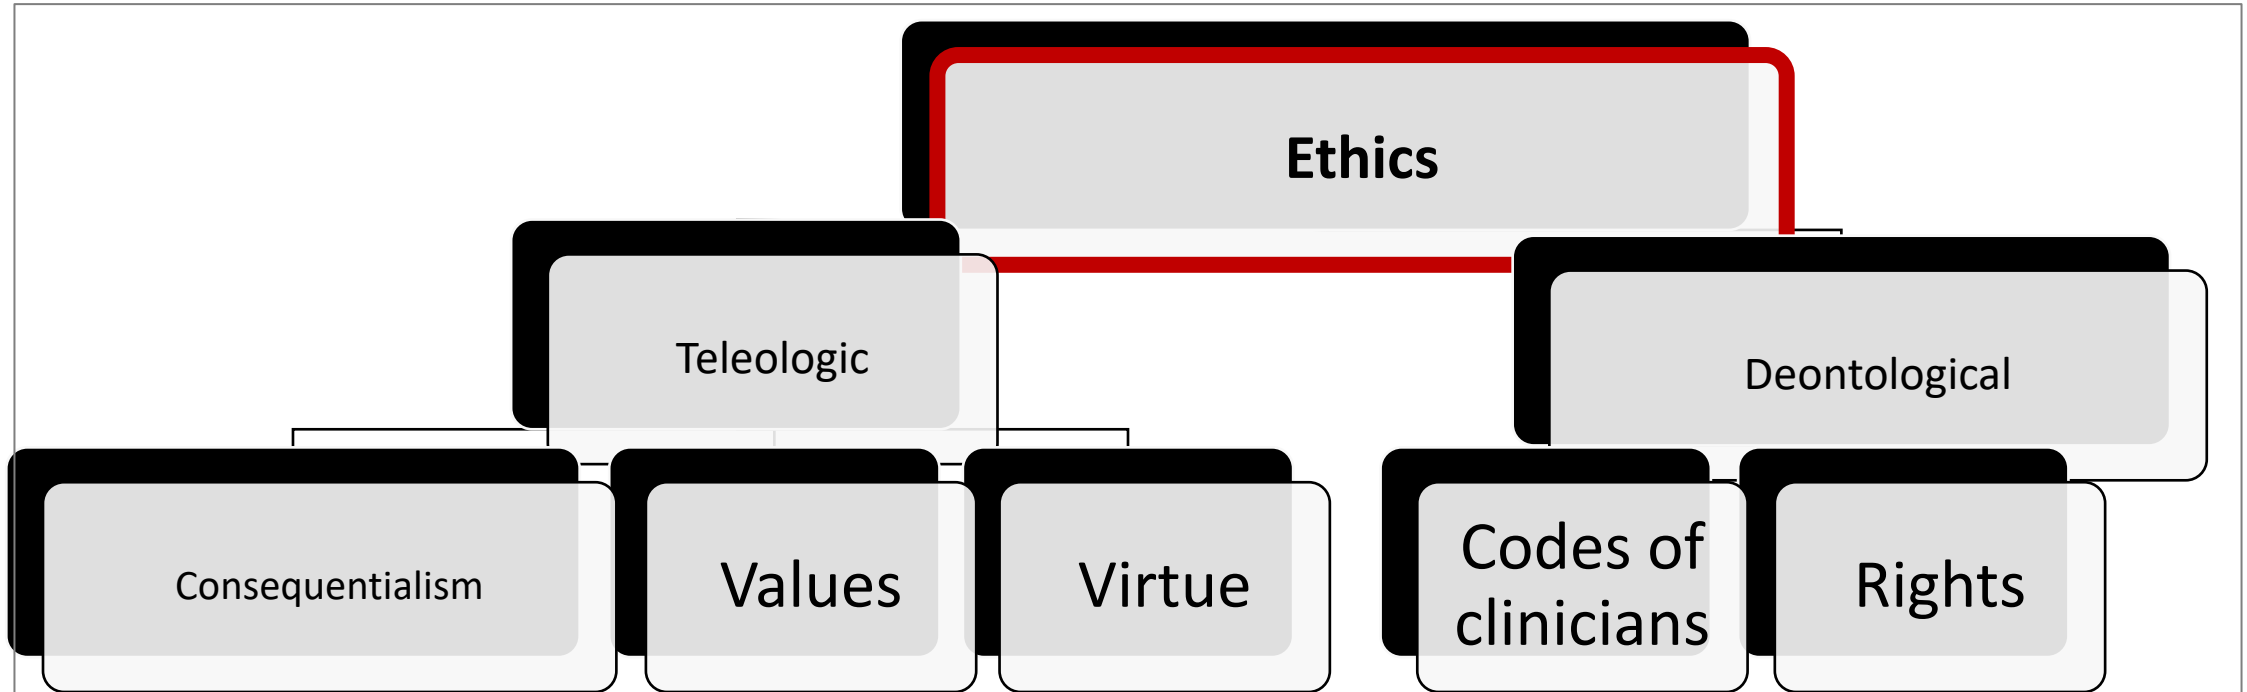 Ethics
Teleologic
Deontological
Consequentialism
Values
Virtue
Codes of
clinicians
Rights